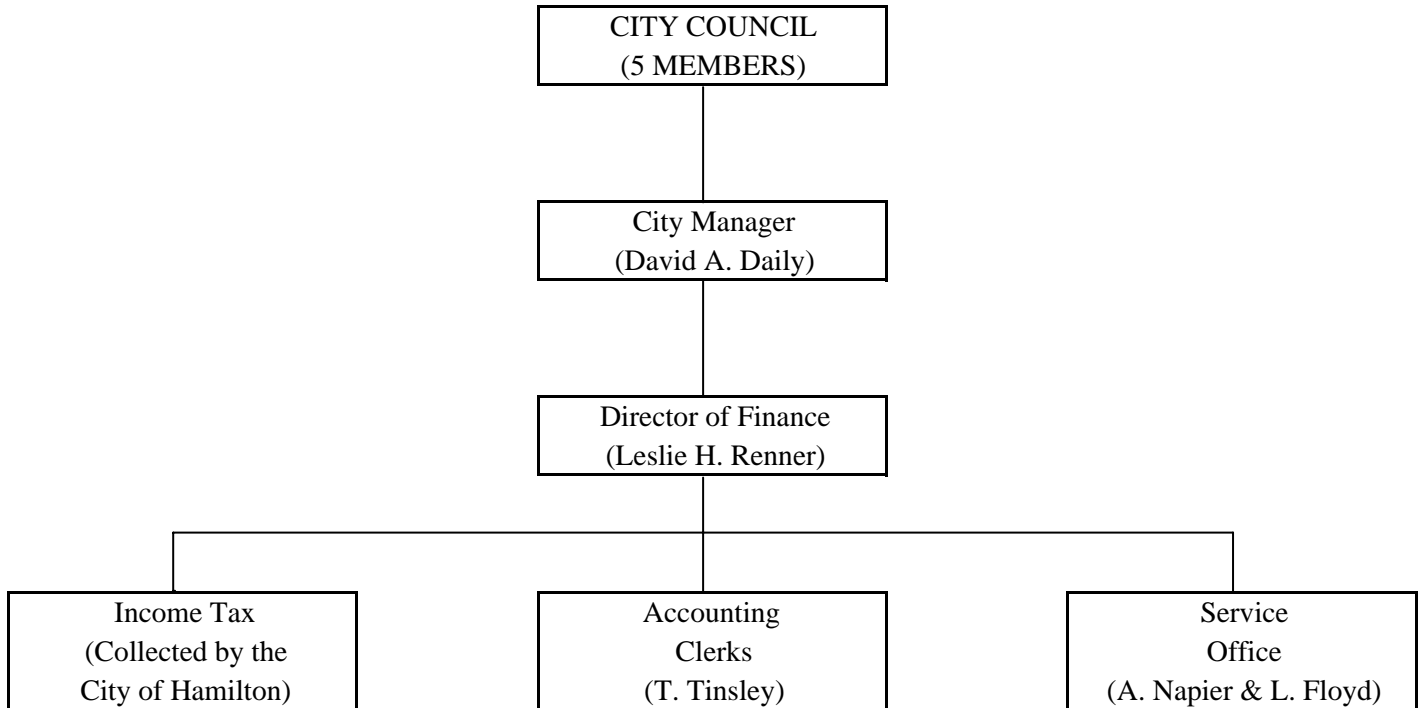 CITY COUNCIL
(5 MEMBERS)
City Manager
(David A. Daily)
Director of Finance
(Leslie H. Renner)
Income Tax
(Collected by the
City of Hamilton)
Accounting
Clerks
(T. Tinsley)
Service
Office
(A. Napier & L. Floyd)